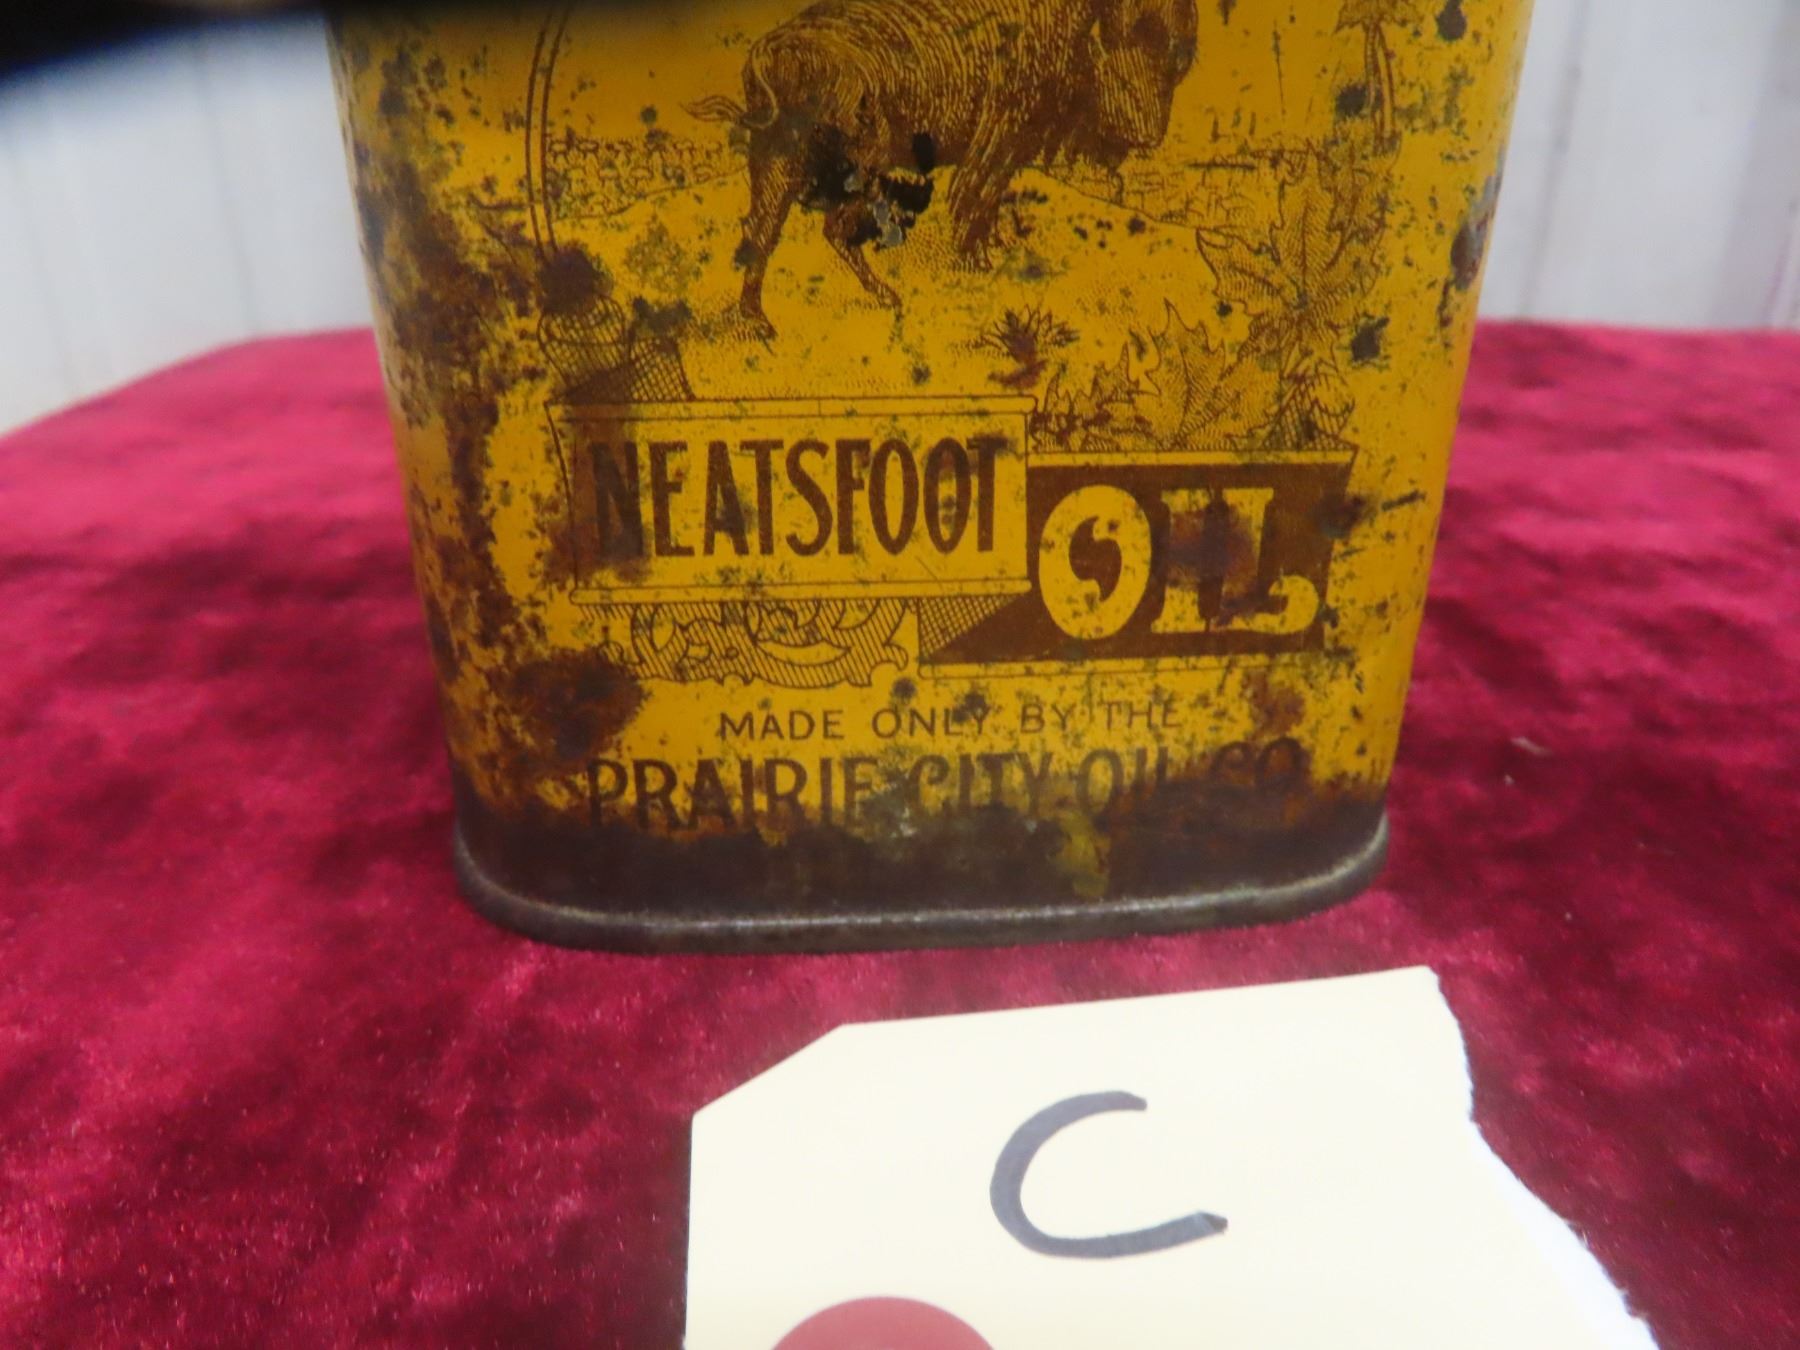 NEATSFOOT
OIL
MADE ONLY BY THE
PRAIRIE CITY OIL CO.
C